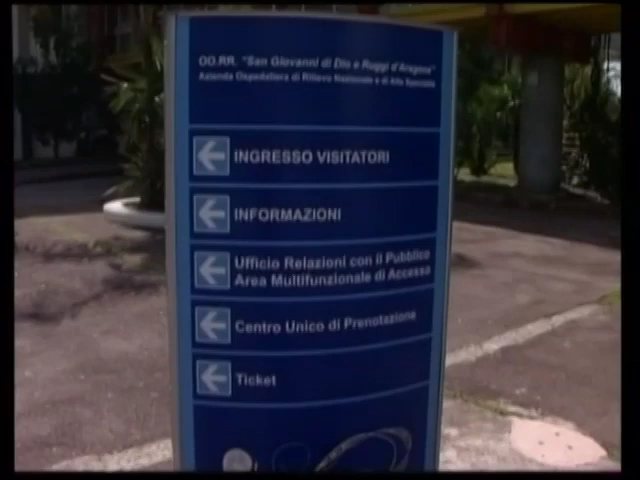 OO.RR. "San Giovanni di Dio e Ruggi d'Aragona"
Azienda Ospedaliera di Rilievo Nazionale e di Alta Specialità
INGRESSO VISITATORI
INFORMAZIONI
Ufficio Relazioni con il Pubblico
Area Multifunzionale di Accesso
Centro Unico di Prenotazione
Ticket